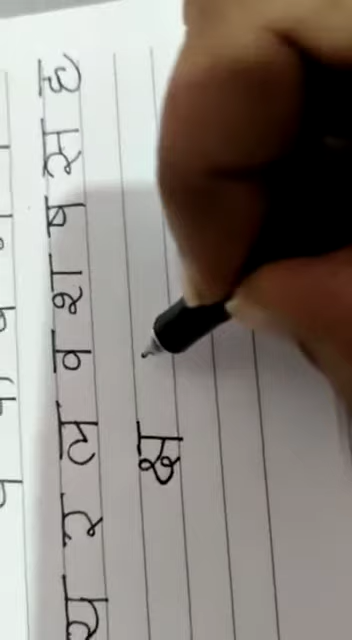 य र ल व श ष स ह
क्ष